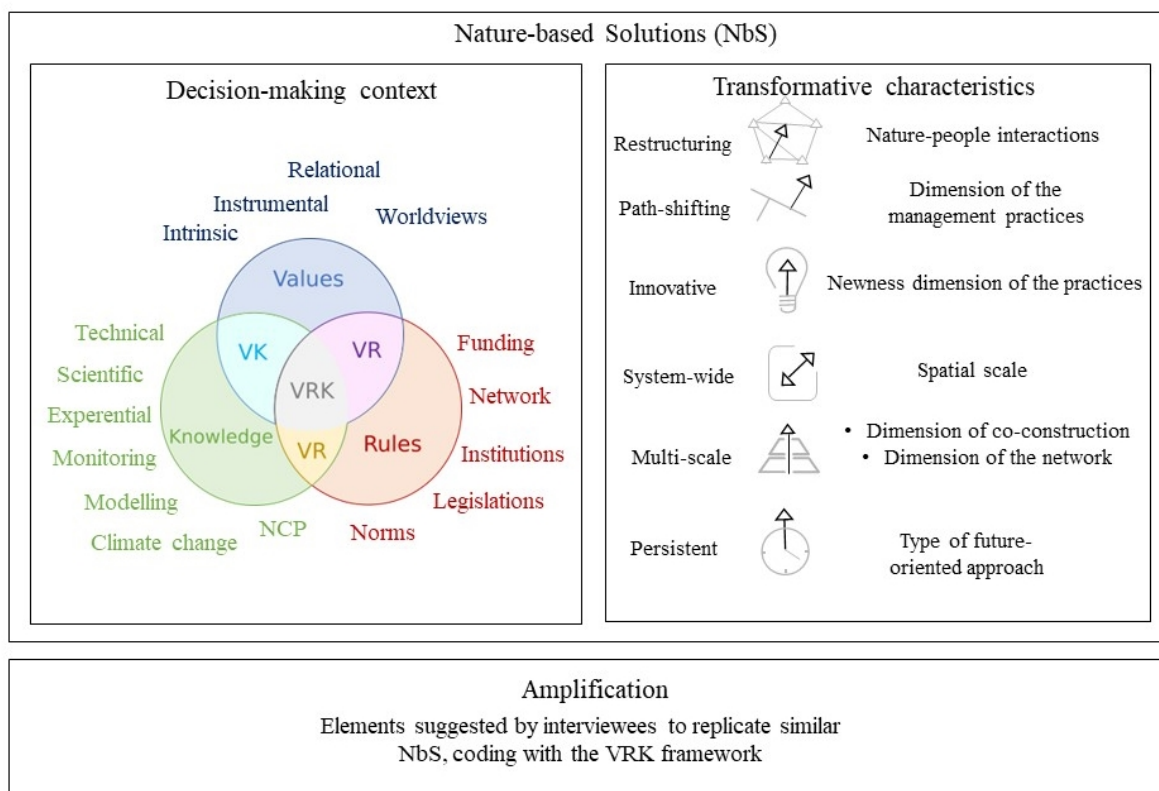 Nature-based Solutions (NbS)
Decision-making context
Relational
Instrumental
Worldviews
Intrinsic
Values
Technical
VK
VR
Funding
Scientific
VRK
Network
Experential
Knowledge
VR
Rules
Monitoring
Institutions
Modelling
Legislations
NCP
Norms
Climate change
Transformative characteristics
Restructuring
Nature-people interactions
Path-shifting
Dimension of the
management practices
Innovative
Newness dimension of the practices
System-wide
Spatial scale
Multi-scale
• Dimension of co-construction
• Dimension of the network
Persistent
Type of future-
oriented approach
Amplification
Elements suggested by interviewees to replicate similar
NbS, coding with the VRK framework